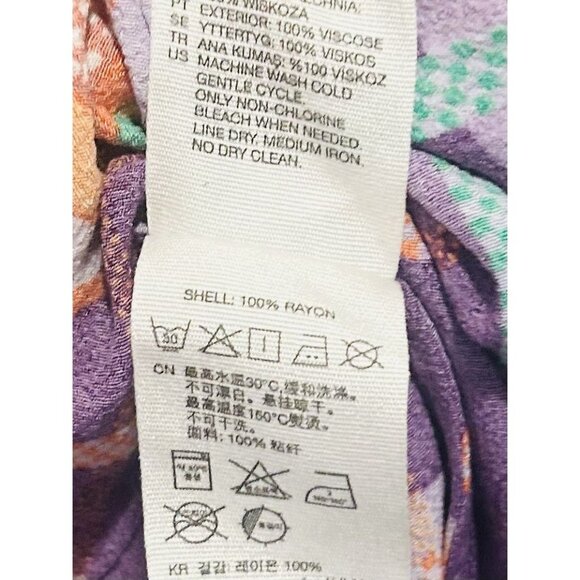 100% WISKOZA
PT EXTERIOR: 100% VISCOSE
SE YTTERTYG: 100% VISKOS
TR ANA KUMAS: %100 VISKOZ
US MACHINE WASH COLD
GENTLE CYCLE.
ONLY NON-CHLORINE
BLEACH WHEN NEEDED.
LINE DRY, MEDIUM IRON.
NO DRY CLEAN.
SHELL: 100% RAYON
30
CN 最高水温30°C,缓和洗涤.
不可漂白。悬挂晾干。
最高温度150°C熨烫。
不可干洗。
面料: 100% 粘纤
KR 겉감 레이온 100%